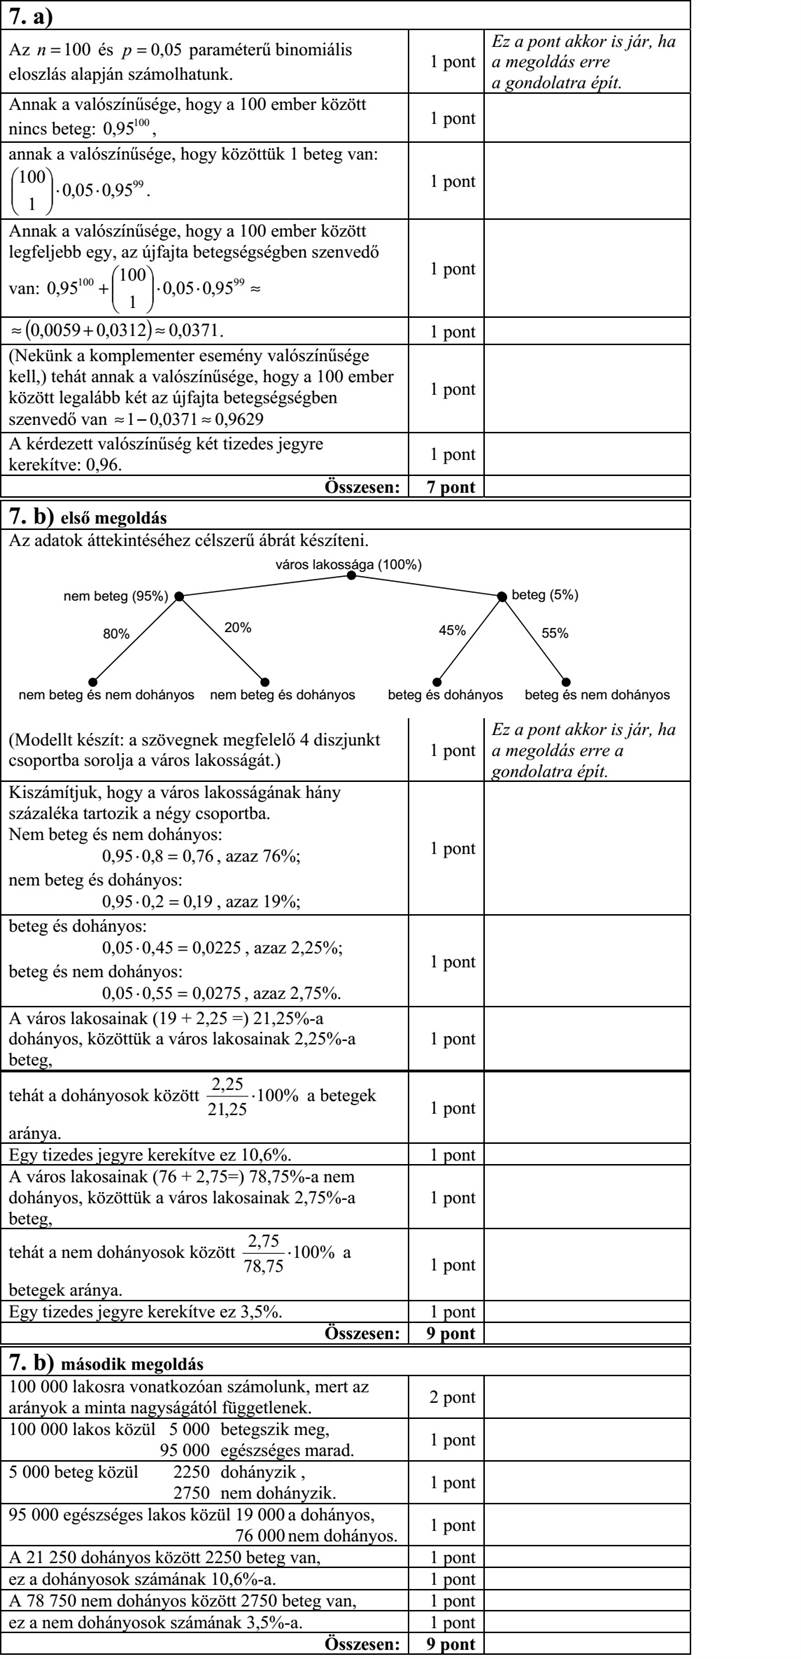 7. a)
Az n = 100 és p = 0,05 paraméterű binomiális
eloszlás alapján számolhatunk.
1 pont
Ez a pont akkor is jár, ha
a megoldás erre
a gondolatra épít.
Annak a valószínűsége, hogy a 100 ember között
nincs beteg: 0,95^100 ,
1 pont
annak a valószínűsége, hogy közöttük 1 beteg van:
(100 1) · 0,05 · 0,95^99 .
1 pont
Annak a valószínűsége, hogy a 100 ember között
legfeljebb egy, az újfajta betegségségben szenvedő
van: 0,95^100 + (100 1) · 0,05 · 0,95^99 ≈
1 pont
≈ (0,0059 + 0,0312) ≈ 0,0371.
1 pont
(Nekünk a komplementer esemény valószínűsége
kell,) tehát annak a valószínűsége, hogy a 100 ember
között legalább két az újfajta betegségségben
szenvedő van ≈ 1 − 0,0371 ≈ 0,9629
1 pont
A kérdezett valószínűség két tizedes jegyre
kerekítve: 0,96.
1 pont
Összesen: 7 pont
7. b) első megoldás
Az adatok áttekintéséhez célszerű ábrát készíteni.
város lakossága (100%)
nem beteg (95%)
beteg (5%)
80%
20%
45%
55%
nem beteg és nem dohányos
nem beteg és dohányos
beteg és dohányos
beteg és nem dohányos
(Modellt készít: a szövegnek megfelelő 4 diszjunkt
csoportba sorolja a város lakosságát.)
1 pont
Ez a pont akkor is jár, ha
a megoldás erre a
gondolatra épít.
Kiszámítjuk, hogy a város lakosságának hány
százaléka tartozik a négy csoportba.
Nem beteg és nem dohányos:
0,95 · 0,8 = 0,76 , azaz 76%;
nem beteg és dohányos:
0,95 · 0,2 = 0,19 , azaz 19%;
1 pont
beteg és dohányos:
0,05 · 0,45 = 0,0225 , azaz 2,25%;
beteg és nem dohányos:
0,05 · 0,55 = 0,0275 , azaz 2,75%.
1 pont
A város lakosainak (19 + 2,25 =) 21,25%-a
dohányos, közöttük a város lakosainak 2,25%-a
beteg,
1 pont
tehát a dohányosok között 2,25/21,25 · 100% a betegek
aránya.
1 pont
Egy tizedes jegyre kerekítve ez 10,6%.
1 pont
A város lakosainak (76 + 2,75=) 78,75%-a nem
dohányos, közöttük a város lakosainak 2,75%-a
beteg,
1 pont
tehát a nem dohányosok között 2,75/78,75 · 100% a
betegek aránya.
1 pont
Egy tizedes jegyre kerekítve ez 3,5%.
1 pont
Összesen: 9 pont
7. b) második megoldás
100 000 lakosra vonatkozóan számolunk, mert az
arányok a minta nagyságától függetlenek.
2 pont
100 000 lakos közül 5 000 betegszik meg,
95 000 egészséges marad.
1 pont
5 000 beteg közül 2250 dohányzik ,
2750 nem dohányzik.
1 pont
95 000 egészséges lakos közül 19 000 a dohányos,
76 000 nem dohányos.
1 pont
A 21 250 dohányos között 2250 beteg van,
1 pont
ez a dohányosok számának 10,6%-a.
1 pont
A 78 750 nem dohányos között 2750 beteg van,
1 pont
ez a nem dohányosok számának 3,5%-a.
1 pont
Összesen: 9 pont